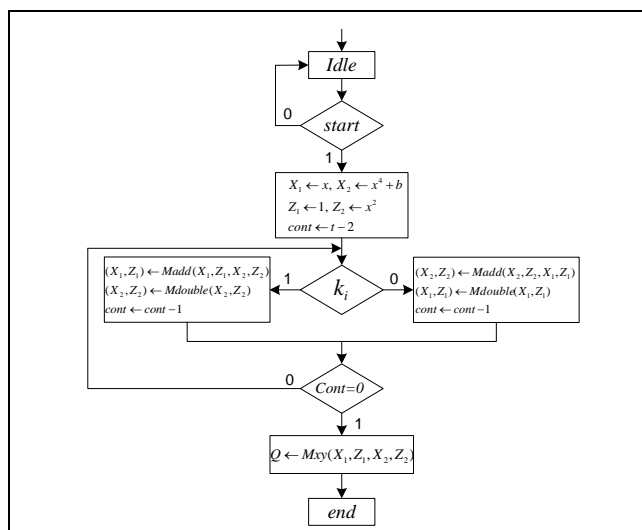 Idle
0
start
1
X₁ ← x, X₂ ← x⁴ + b
Z₁ ← 1, Z₂ ← x²
cont ← t − 2
(X₁, Z₁) ← Madd(X₁, Z₁, X₂, Z₂)
(X₂, Z₂) ← Mdouble(X₂, Z₂)
cont ← cont − 1
1
kᵢ
0
(X₂, Z₂) ← Madd(X₂, Z₂, X₁, Z₁)
(X₁, Z₁) ← Mdouble(X₁, Z₁)
cont ← cont − 1
0
Cont=0
1
Q ← Mxy(X₁, Z₁, X₂, Z₂)
end